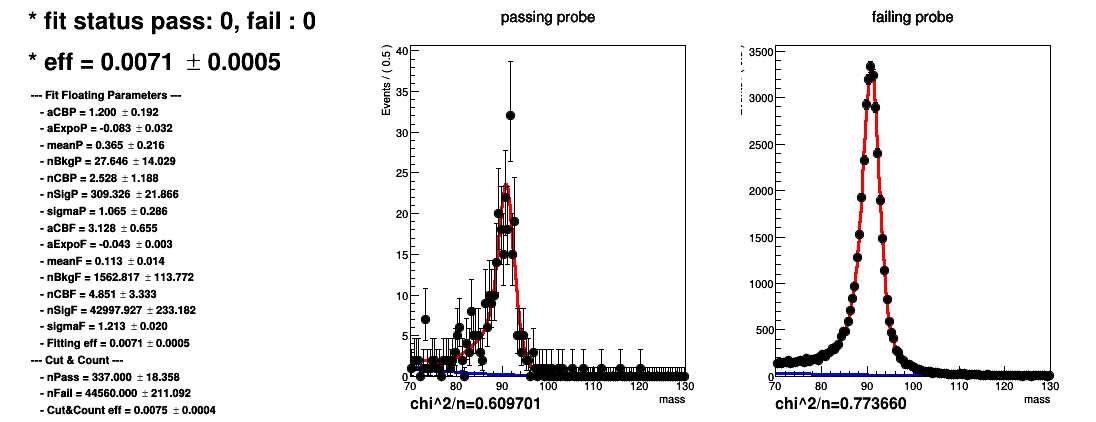 * fit status pass: 0, fail : 0
* eff = 0.0071 ± 0.0005
--- Fit Floating Parameters ---
- aCBP = 1.200 ± 0.192
- aExpoP = -0.083 ± 0.032
- meanP = 0.365 ± 0.216
- nBkgP = 27.646 ± 14.029
- nCBP = 2.528 ± 1.188
- nSigP = 309.326 ± 21.866
- sigmaP = 1.065 ± 0.286
- aCBF = 3.128 ± 0.655
- aExpoF = -0.043 ± 0.003
- meanF = 0.113 ± 0.014
- nBkgF = 1562.817 ± 113.772
- nCBF = 4.851 ± 3.333
- nSigF = 42997.927 ± 233.182
- sigmaF = 1.213 ± 0.020
- Fitting eff = 0.0071 ± 0.0005
--- Cut & Count ---
- nPass = 337.000 ± 18.358
- nFail = 44560.000 ± 211.092
- Cut&Count eff = 0.0075 ± 0.0004
passing probe
Events / ( 0.5 )
40
35
30
25
20
15
10
5
0
70 80 90 100 110 120 130
mass
chi^2/n=0.609701
failing probe
3500
3000
2500
2000
1500
1000
500
0
70 80 90 100 110 120 130
mass
chi^2/n=0.773660